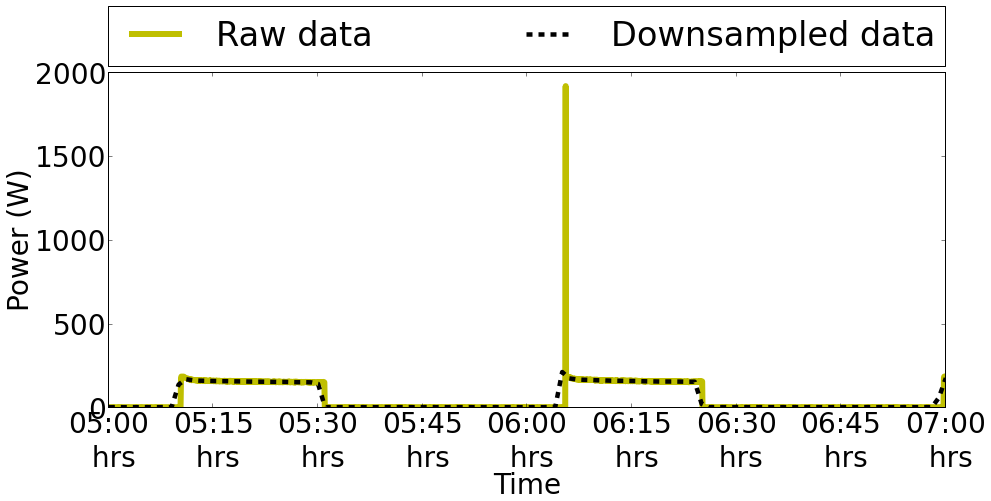 Raw data Downsampled data
2000
1500
1000
500
0
Power (W)
05:00 05:15 05:30 05:45 06:00 06:15 06:30 06:45 07:00
hrs hrs hrs hrs hrs hrs hrs hrs hrs
Time